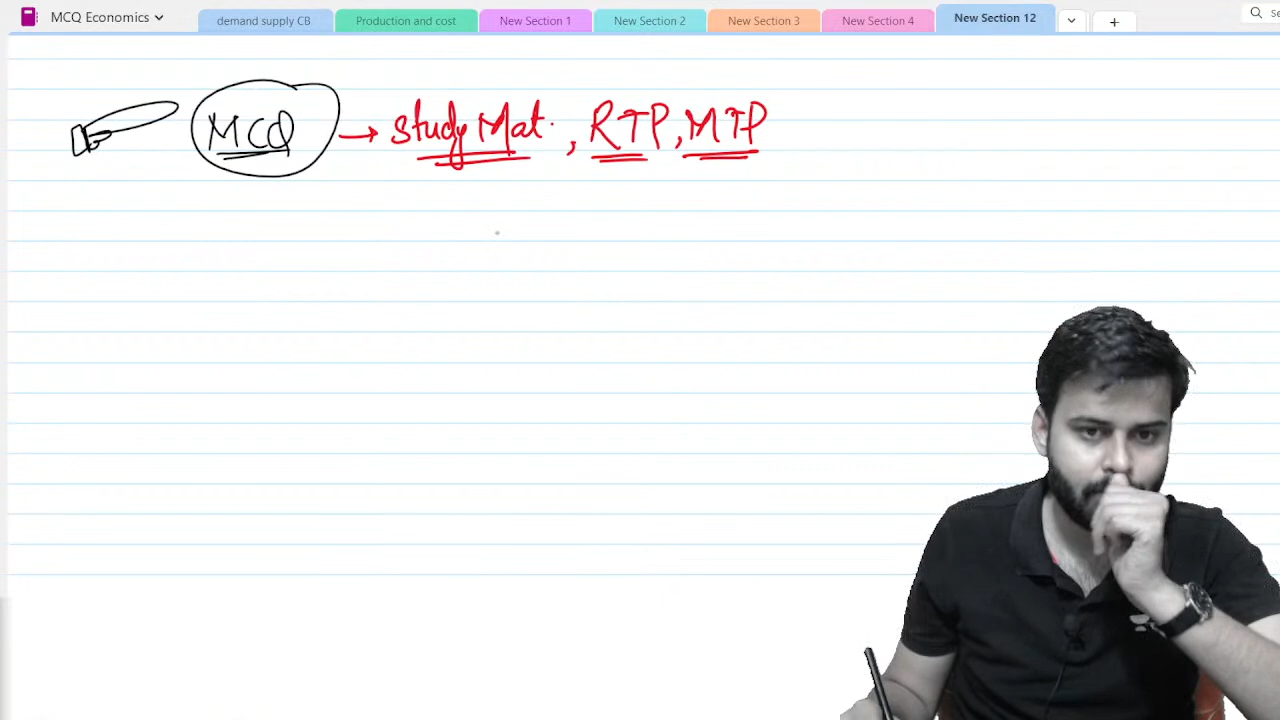 MCQ Economics
demand supply CB
Production and cost
New Section 1
New Section 2
New Section 3
New Section 4
New Section 12
+
Se
MCQ → Study Mat. , RTP, MTP